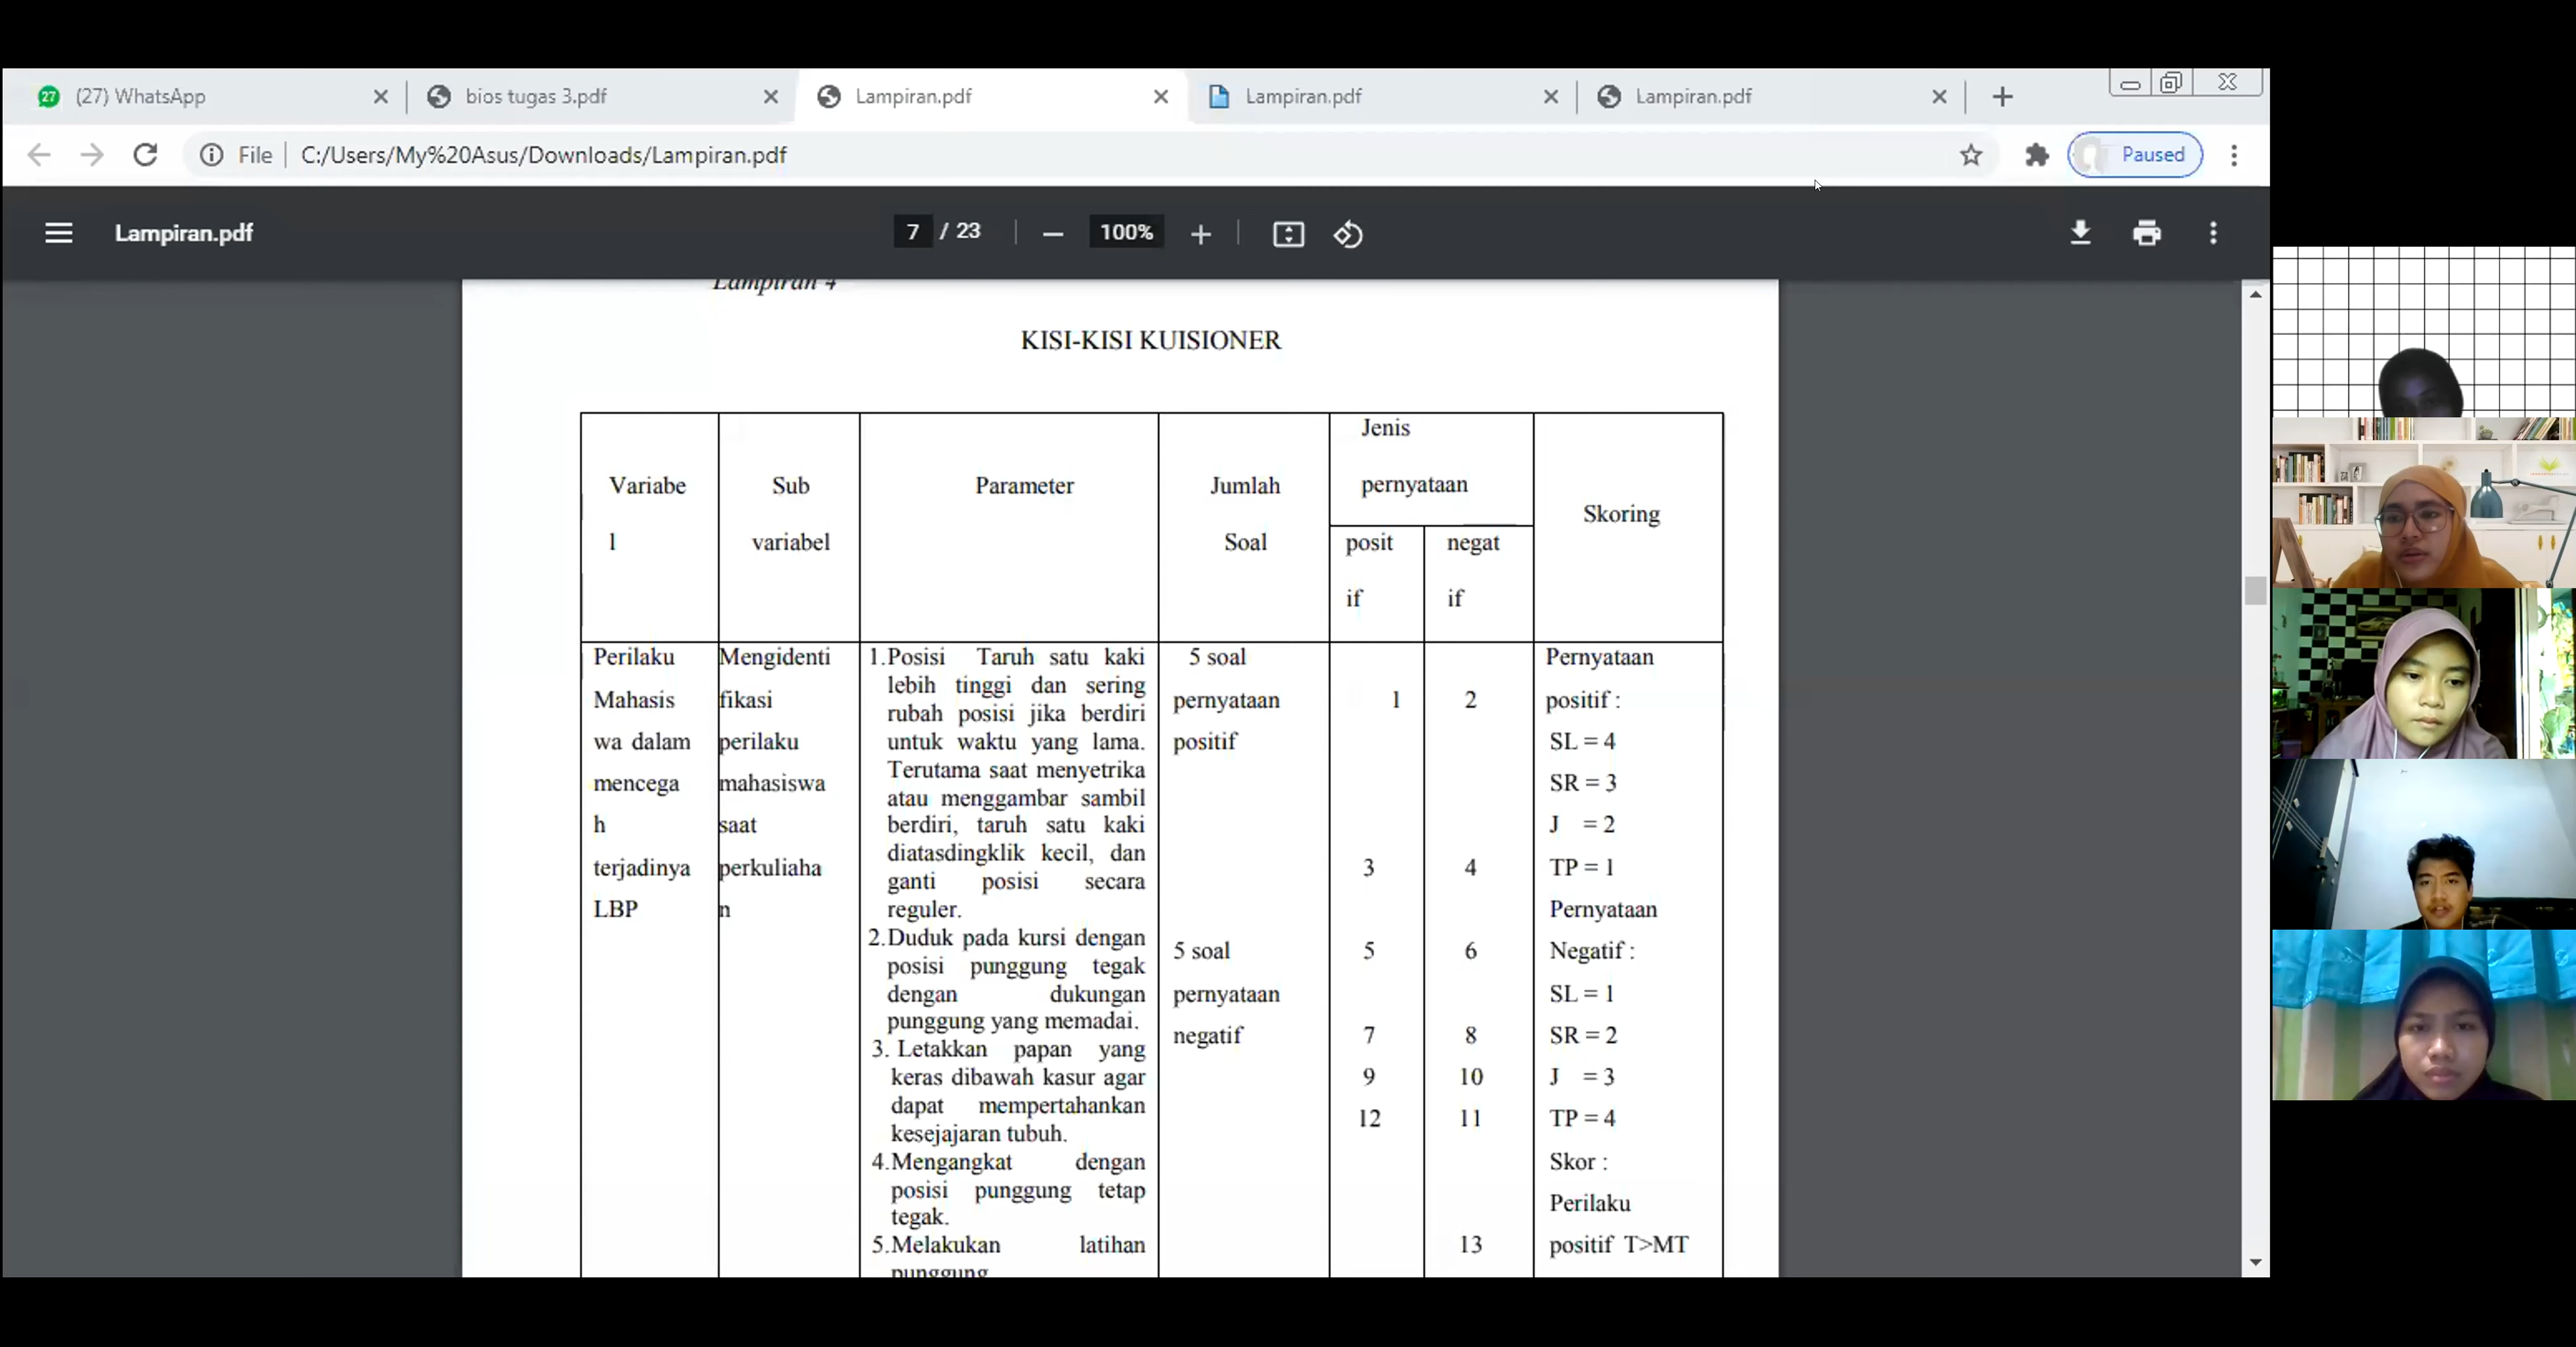 27 (27) WhatsApp
bios tugas 3.pdf
Lampiran.pdf
Lampiran.pdf
Lampiran.pdf
File C:/Users/My%20Asus/Downloads/Lampiran.pdf
Paused
Lampiran.pdf
7 / 23
100%
Lampiran 4
KISI-KISI KUISIONER
Variabe
l
Sub
variabel
Parameter
Jumlah
Soal
Jenis
pernyataan
posit
if
negat
if
Skoring
Perilaku
Mahasis
wa dalam
mencega
h
terjadinya
LBP
Mengidenti
fikasi
perilaku
mahasiswa
saat
perkuliaha
n
1.Posisi Taruh satu kaki
lebih tinggi dan sering
rubah posisi jika berdiri
untuk waktu yang lama.
Terutama saat menyetrika
atau menggambar sambil
berdiri, taruh satu kaki
diatasdingklik kecil, dan
ganti posisi secara
reguler.
2.Duduk pada kursi dengan
posisi punggung tegak
dengan dukungan
punggung yang memadai.
3. Letakkan papan yang
keras dibawah kasur agar
dapat mempertahankan
kesejajaran tubuh.
4.Mengangkat dengan
posisi punggung tetap
tegak.
5.Melakukan latihan
punggung
5 soal
pernyataan
positif
5 soal
pernyataan
negatif
1
3
5
7
9
12
2
4
6
8
10
11
13
Pernyataan
positif :
SL = 4
SR = 3
J = 2
TP = 1
Pernyataan
Negatif :
SL = 1
SR = 2
J = 3
TP = 4
Skor :
Perilaku
positif T>MT